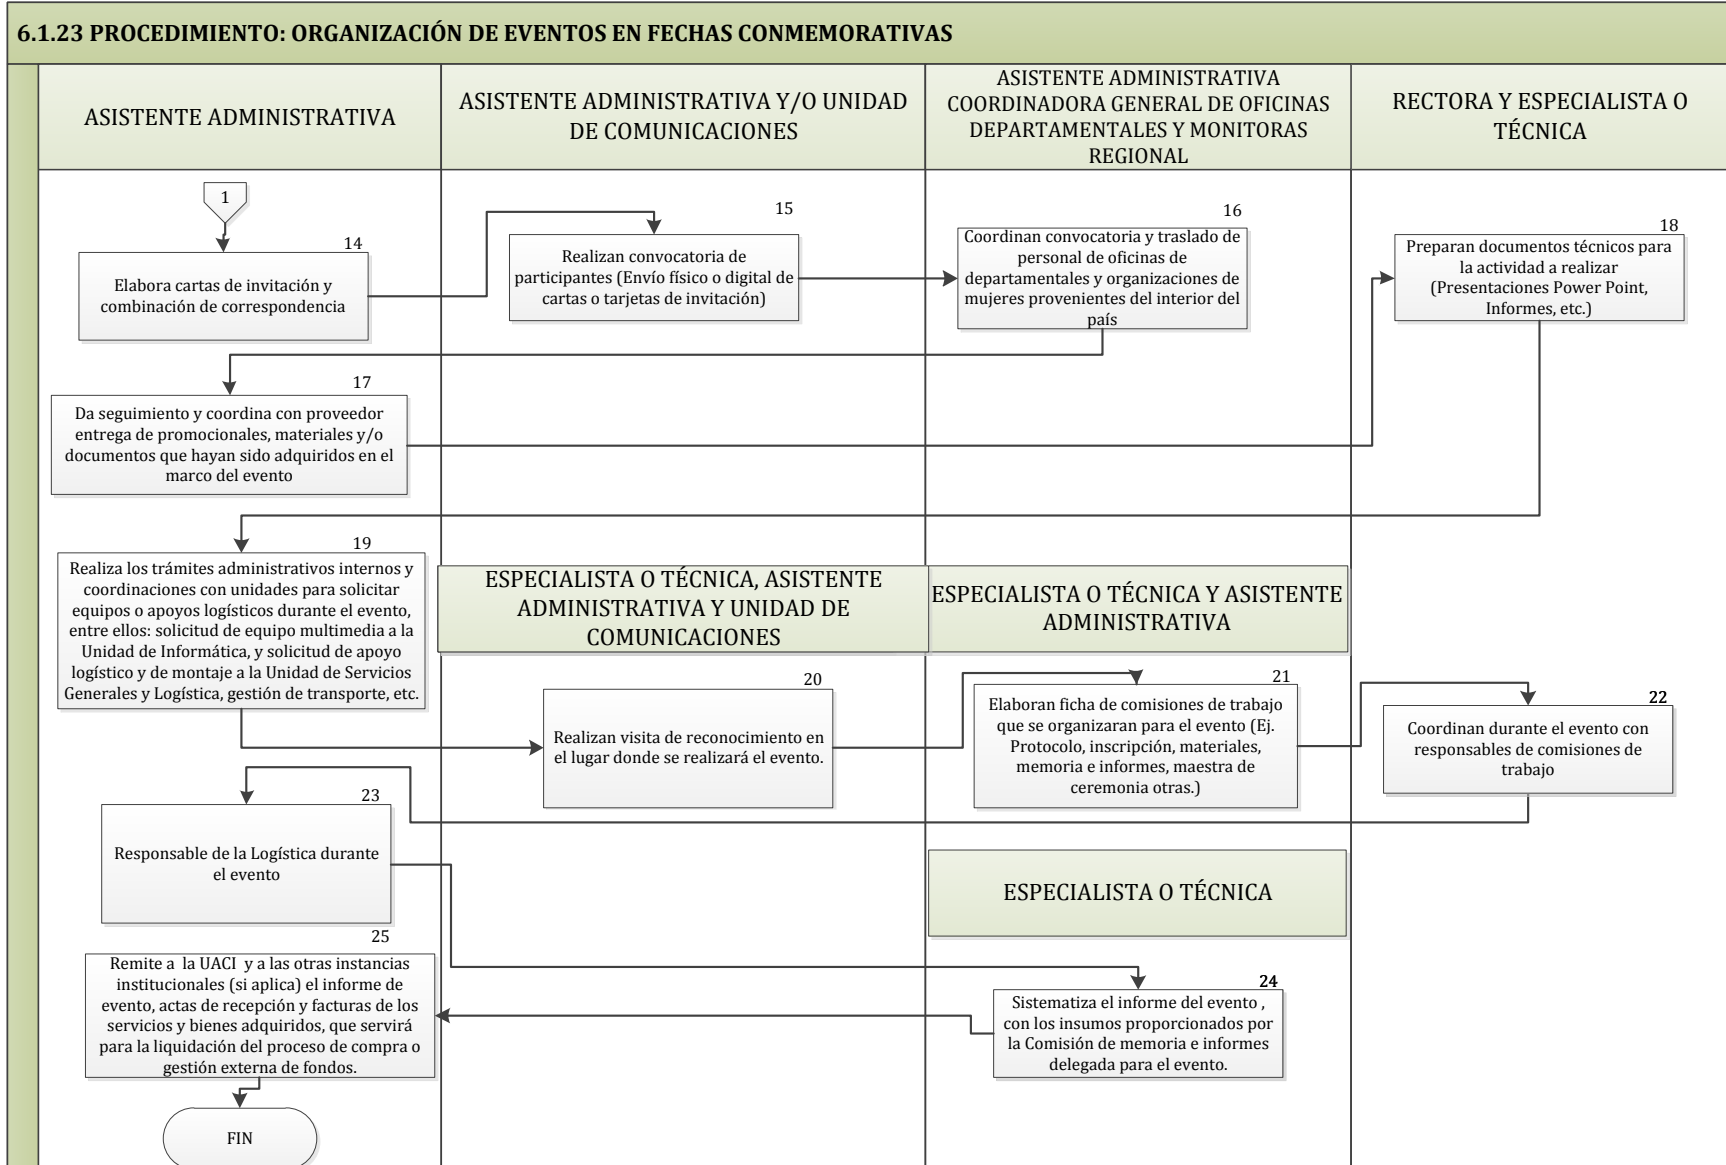 6.1.23 PROCEDIMIENTO: ORGANIZACIÓN DE EVENTOS EN FECHAS CONMEMORATIVAS
ASISTENTE ADMINISTRATIVA
ASISTENTE ADMINISTRATIVA Y/O UNIDAD
DE COMUNICACIONES
ASISTENTE ADMINISTRATIVA
COORDINADORA GENERAL DE OFICINAS
DEPARTAMENTALES Y MONITORAS
REGIONAL
RECTORA Y ESPECIALISTA O
TÉCNICA
1
14
Elabora cartas de invitación y
combinación de correspondencia
15
Realizan convocatoria de
participantes (Envío físico o digital de
cartas o tarjetas de invitación)
16
Coordinan convocatoria y traslado de
personal de oficinas de
departamentales y organizaciones de
mujeres provenientes del interior del
país
17
Da seguimiento y coordina con proveedor
entrega de promocionales, materiales y/o
documentos que hayan sido adquiridos en el
marco del evento
18
Preparan documentos técnicos para
la actividad a realizar
(Presentaciones Power Point,
Informes, etc.)
19
Realiza los trámites administrativos internos y
coordinaciones con unidades para solicitar
equipos o apoyos logísticos durante el evento,
entre ellos: solicitud de equipo multimedia a la
Unidad de Informática, y solicitud de apoyo
logístico y de montaje a la Unidad de Servicios
Generales y Logística, gestión de transporte, etc.
ESPECIALISTA O TÉCNICA, ASISTENTE
ADMINISTRATIVA Y UNIDAD DE
COMUNICACIONES
ESPECIALISTA O TÉCNICA Y ASISTENTE
ADMINISTRATIVA
20
Realizan visita de reconocimiento en
el lugar donde se realizará el evento.
21
Elaboran ficha de comisiones de trabajo
que se organizaran para el evento (Ej.
Protocolo, inscripción, materiales,
memoria e informes, maestra de
ceremonia otras.)
22
Coordinan durante el evento con
responsables de comisiones de
trabajo
23
Responsable de la Logística durante
el evento
ESPECIALISTA O TÉCNICA
24
Sistematiza el informe del evento ,
con los insumos proporcionados por
la Comisión de memoria e informes
delegada para el evento.
25
Remite a la UACI y a las otras instancias
institucionales (si aplica) el informe de
evento, actas de recepción y facturas de los
servicios y bienes adquiridos, que servirá
para la liquidación del proceso de compra o
gestión externa de fondos.
FIN